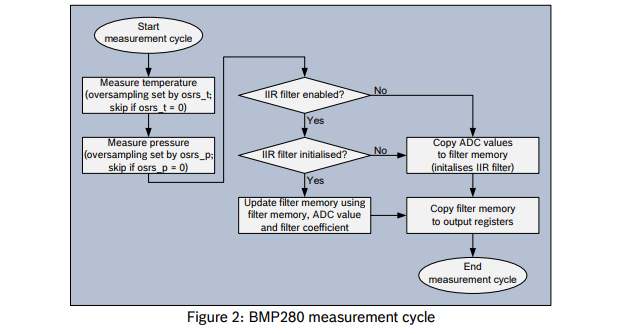 Start
measurement cycle
Measure temperature
(oversampling set by osrs_t;
skip if osrs_t = 0)
Measure pressure
(oversampling set by osrs_p;
skip if osrs_p = 0)
IIR filter enabled?
No
Yes
IIR filter initialised?
No
Yes
Copy ADC values
to filter memory
(initalises IIR filter)
Update filter memory using
filter memory, ADC value
and filter coefficient
Copy filter memory
to output registers
End
measurement cycle
Figure 2: BMP280 measurement cycle